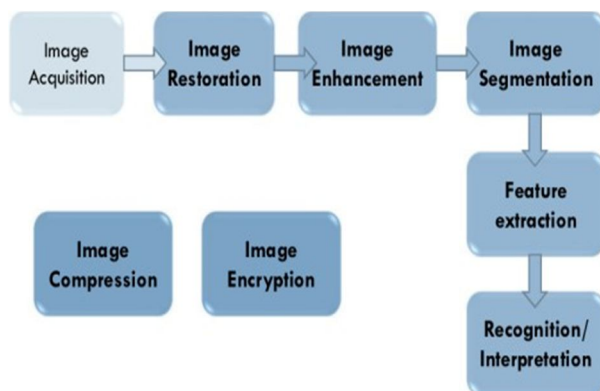 Image
Acquisition
Image
Restoration
Image
Enhancement
Image
Segmentation
Feature
extraction
Image
Compression
Image
Encryption
Recognition/
Interpretation